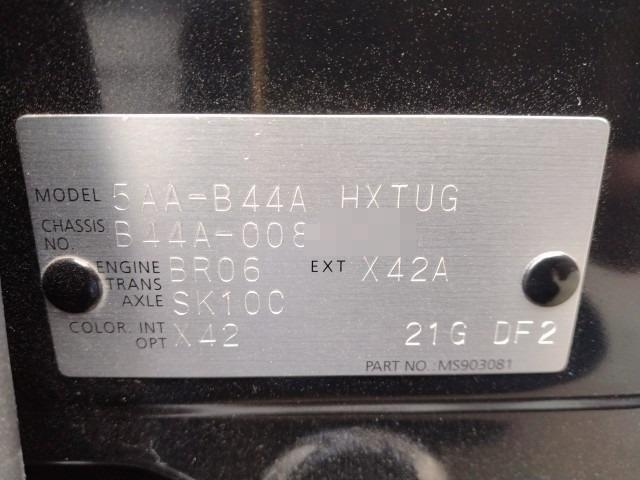 MODEL 5AA-B44A HXTUG
CHASSIS NO. B44A-008
ENGINE BR06 EXT X42A
TRANS AXLE SK10C
COLOR. INT OPT X42 21G DF2
PART NO.:MS903081